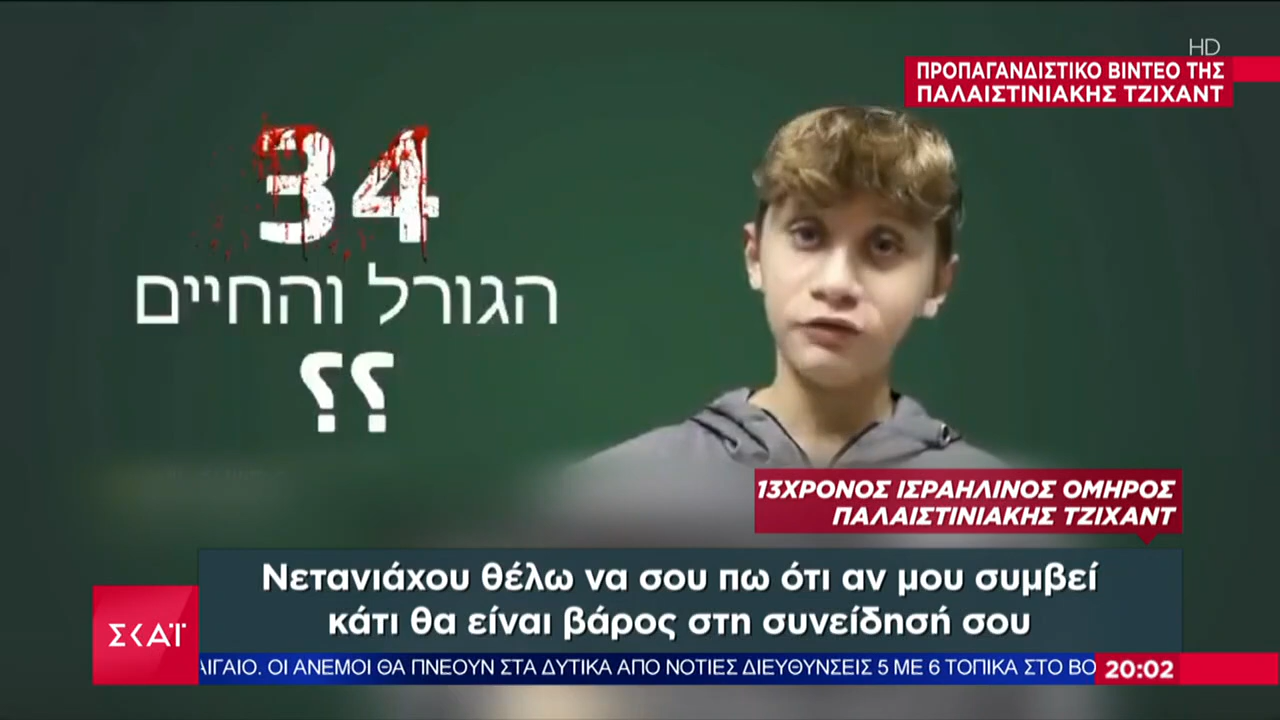 HD
ΠΡΟΠΑΓΑΝΔΙΣΤΙΚΟ ΒΙΝΤΕΟ ΤΗΣ
ΠΑΛΑΙΣΤΙΝΙΑΚΗΣ ΤΖΙΧΑΝΤ
34
הגורל והחיים
؟؟
13ΧΡΟΝΟΣ ΙΣΡΑΗΛΙΝΟΣ ΟΜΗΡΟΣ
ΠΑΛΑΙΣΤΙΝΙΑΚΗΣ ΤΖΙΧΑΝΤ
Νετανιάχου θέλω να σου πω ότι αν μου συμβεί
κάτι θα είναι βάρος στη συνείδησή σου
ΣΚΑΪ
ΑΙΓΑΙΟ. ΟΙ ΑΝΕΜΟΙ ΘΑ ΠΝΕΟΥΝ ΣΤΑ ΔΥΤΙΚΑ ΑΠΟ ΝΟΤΙΕΣ ΔΙΕΥΘΥΝΣΕΙΣ 5 ΜΕ 6 ΤΟΠΙΚΑ ΣΤΟ ΒΟ
20:02